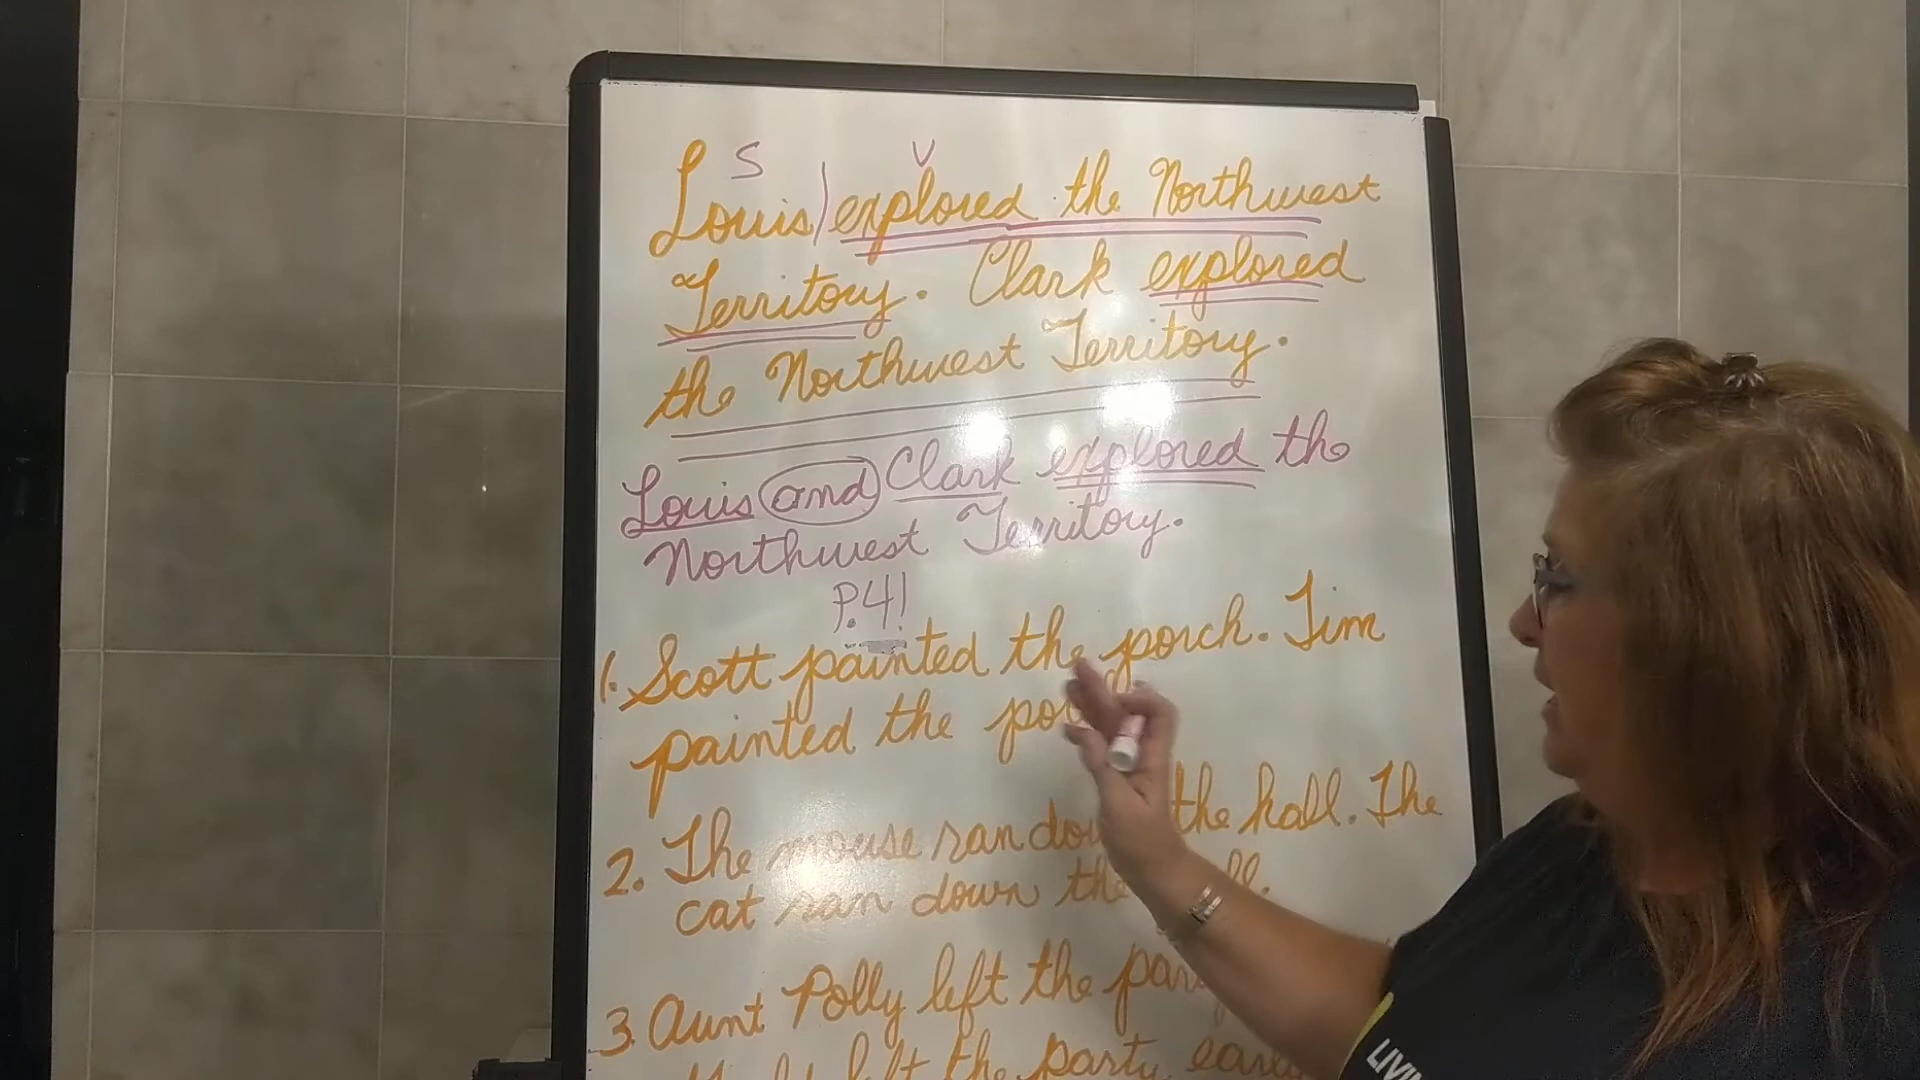 S V
Louis/explored the Northwest
Territory. Clark explored
the Northwest Territory.
Louis and Clark explored the
Northwest Territory.
P.41
1. Scott painted the porch. Tim
painted the
2. The mouse ran the hall. The
cat ran down the
3. Aunt Polly left the
left the party
LIVIN